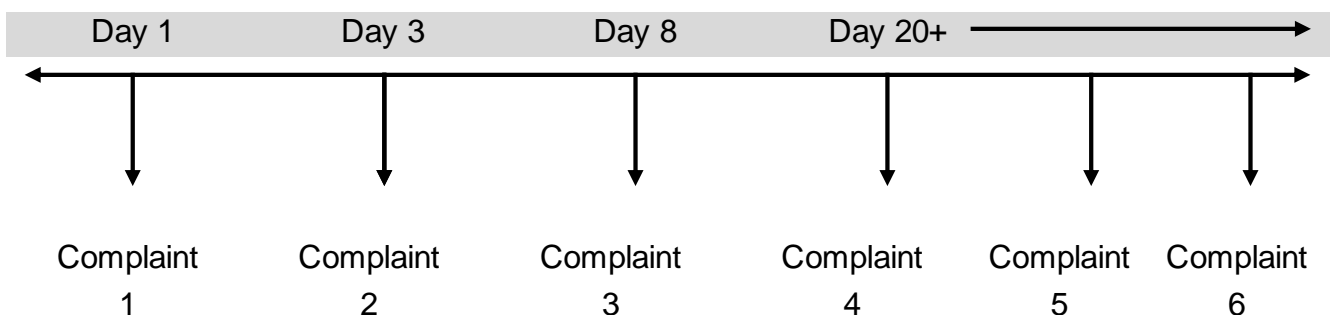 Day 1 Day 3 Day 8 Day 20+
Complaint Complaint Complaint Complaint Complaint Complaint
1 2 3 4 5 6